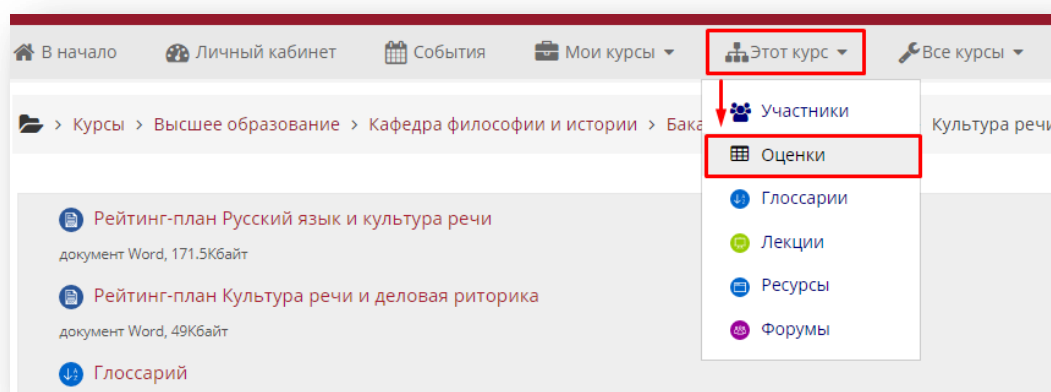 В начало Личный кабинет События Мои курсы Этот курс Все курсы
> Курсы > Высшее образование > Кафедра философии и истории > Культура речи
Участники
Оценки
Глоссарии
Лекции
Ресурсы
Форумы
Рейтинг-план Русский язык и культура речи
документ Word, 171.5Кбайт
Рейтинг-план Культура речи и деловая риторика
документ Word, 49Кбайт
Глоссарий